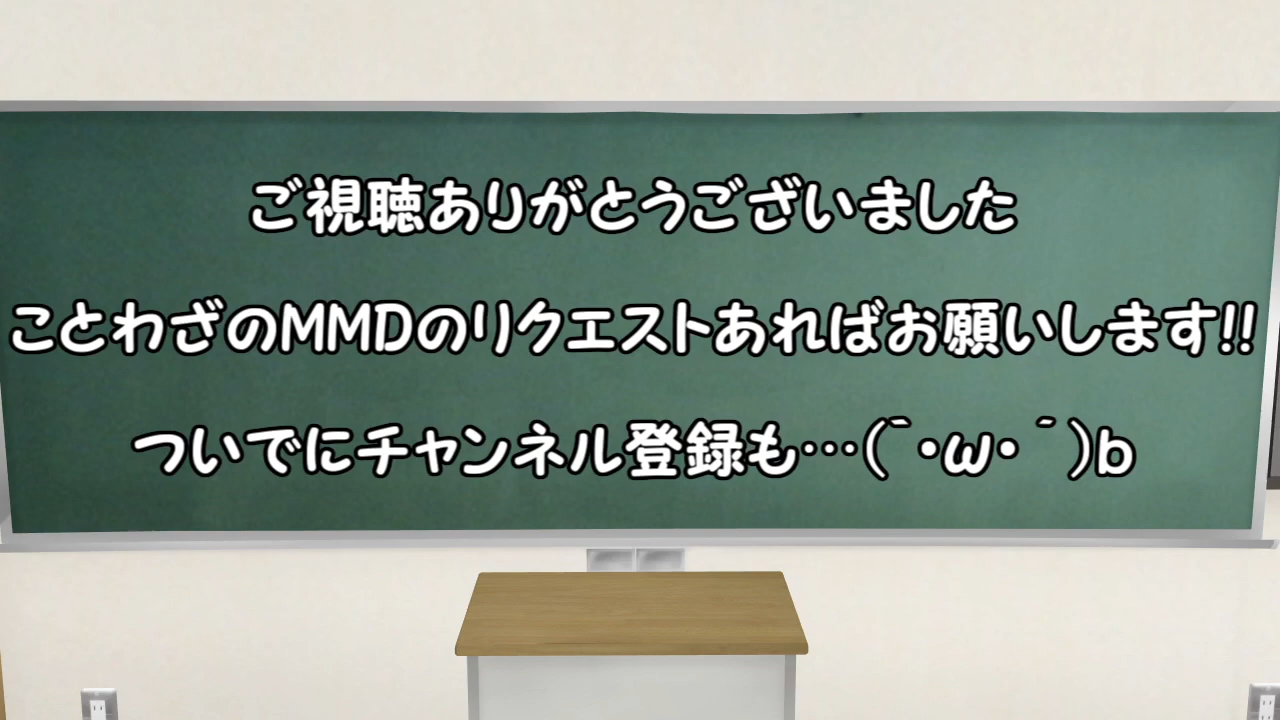 ご視聴ありがとうございました
ことわざのMMDのリクエストあればお願いします!!
ついでにチャンネル登録も…(｀･ω･´)b